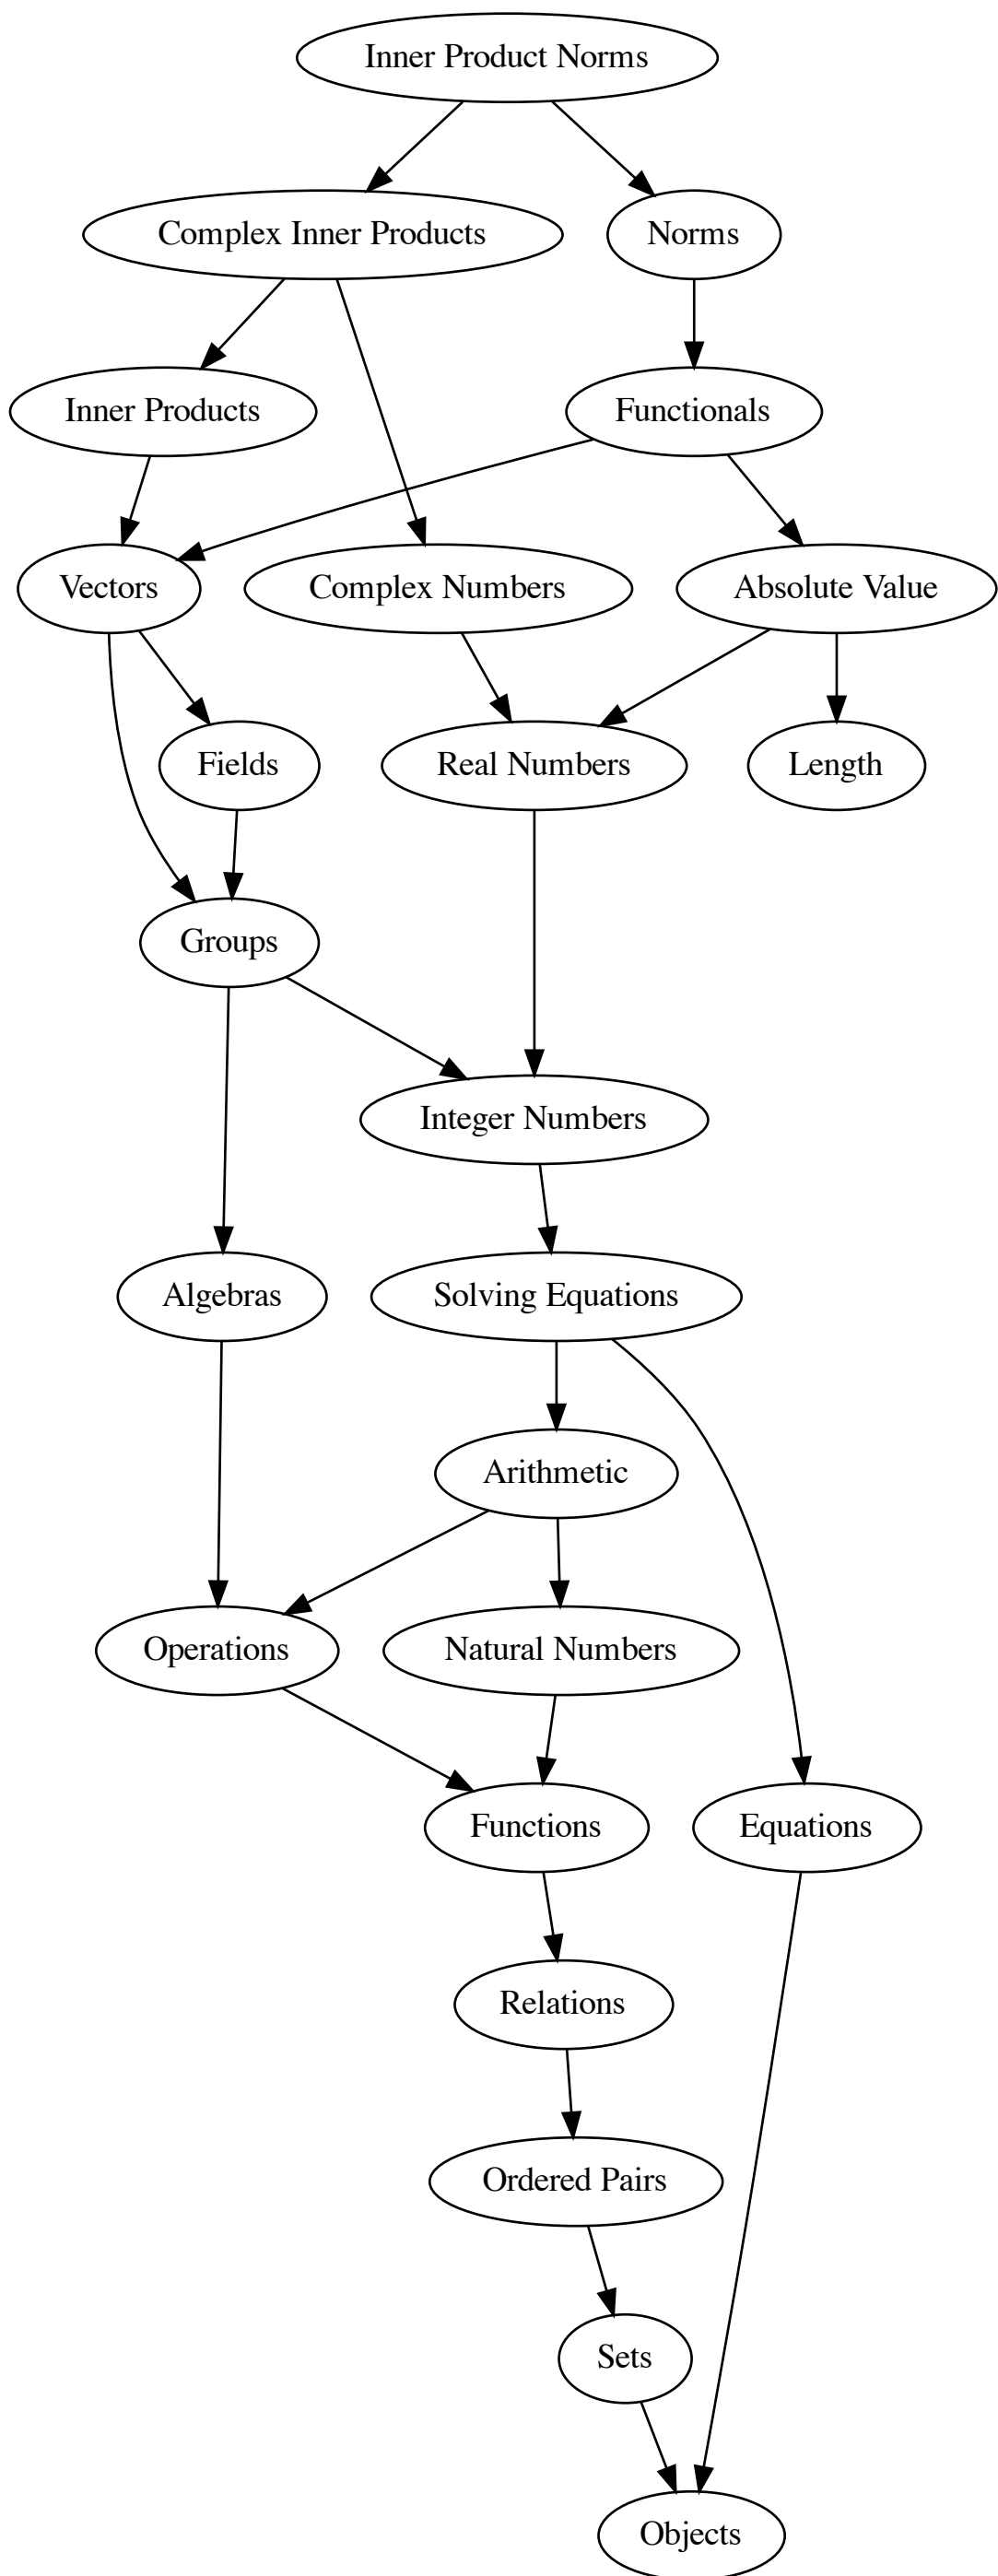 Inner Product Norms
Complex Inner Products
Norms
Inner Products
Functionals
Vectors
Complex Numbers
Absolute Value
Fields
Real Numbers
Length
Groups
Integer Numbers
Algebras
Solving Equations
Arithmetic
Operations
Natural Numbers
Functions
Equations
Relations
Ordered Pairs
Sets
Objects